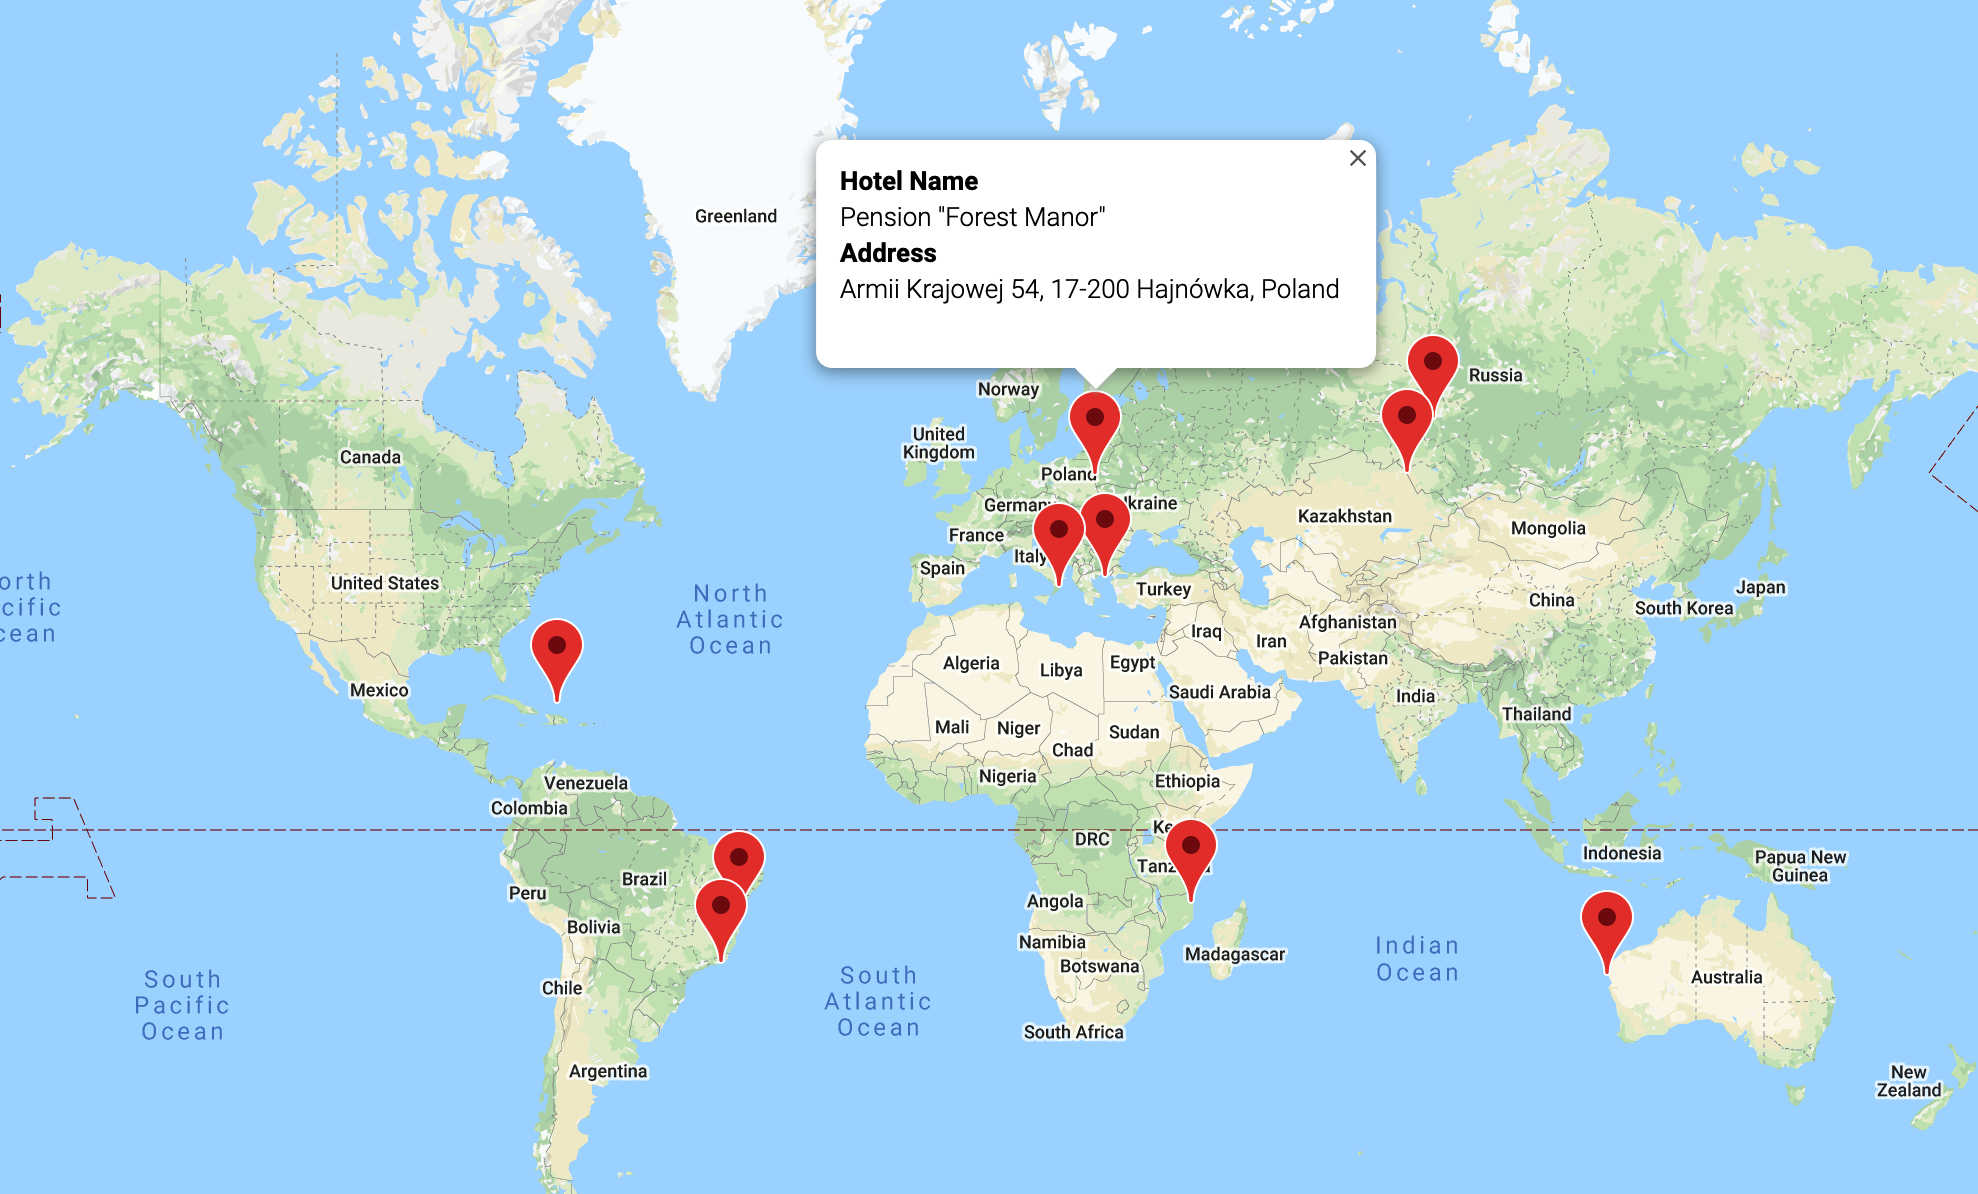 Hotel Name
Pension "Forest Manor"
Address
Armii Krajowej 54, 17-200 Hajnówka, Poland
Greenland
Norway
Russia
United
Kingdom
Canada
Poland
Germany
kraine
Kazakhstan
Mongolia
France
Italy
Spain
Turkey
United States
China
Japan
South Korea
orth
cific
cean
North
Atlantic
Ocean
Afghanistan
Iraq
Iran
Pakistan
Algeria
Libya
Egypt
Saudi Arabia
India
Mexico
Thailand
Mali
Niger
Sudan
Chad
Nigeria
Ethiopia
Venezuela
Colombia
Ke
DRC
Indonesia
Papua New
Guinea
Tanz a
Brazil
Peru
Angola
Bolivia
Namibia
Madagascar
Botswana
Indian
Ocean
Australia
South
Pacific
Ocean
South
Atlantic
Ocean
Chile
South Africa
Argentina
New
Zealand